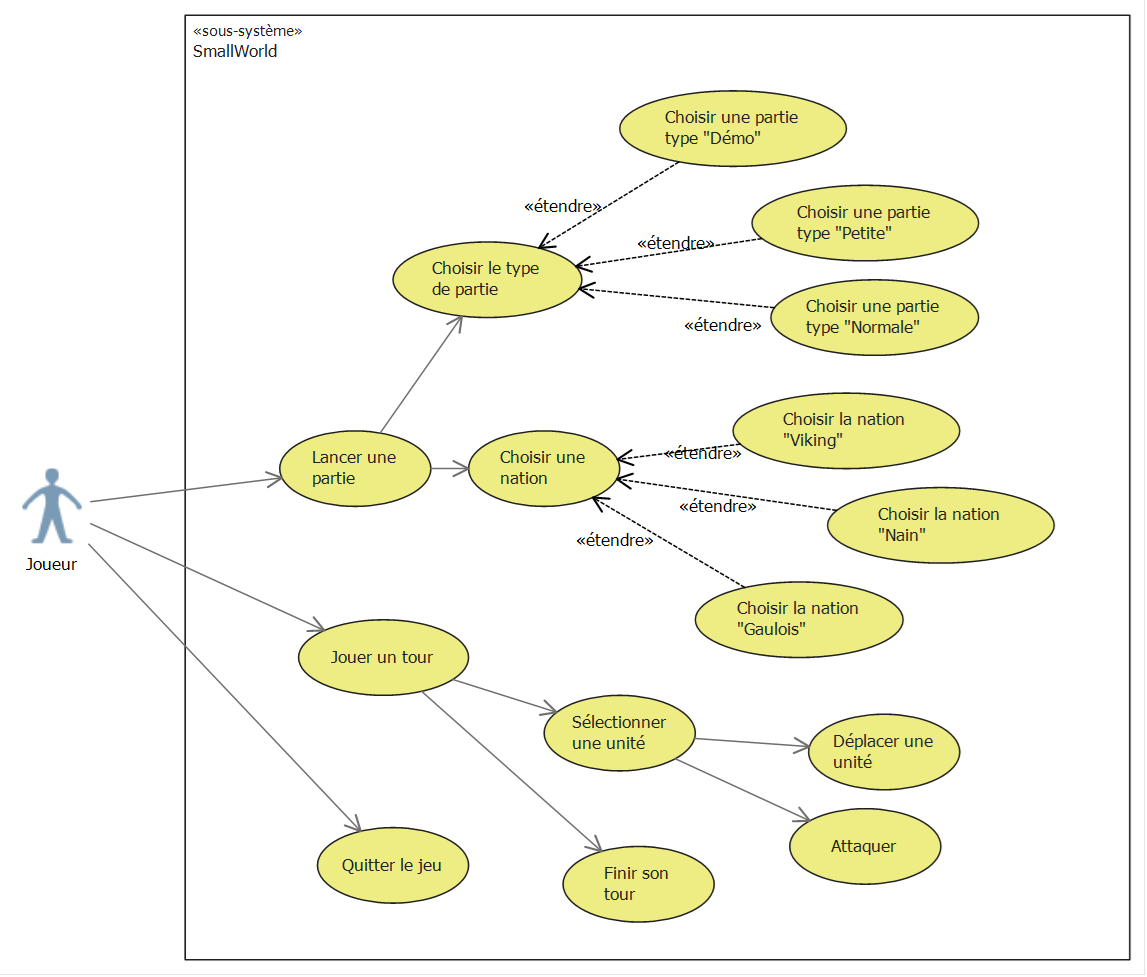 «sous-système»
SmallWorld
Choisir une partie
type "Démo"
«étendre»
Choisir une partie
type "Petite"
«étendre»
Choisir le type
de partie
Choisir une partie
type "Normale"
«étendre»
Choisir la nation
"Viking"
«étendre»
Lancer une
partie
Choisir une
nation
Choisir la nation
"Nain"
«étendre»
«étendre»
Joueur
Choisir la nation
"Gaulois"
Jouer un tour
Sélectionner
une unité
Déplacer une
unité
Attaquer
Quitter le jeu
Finir son
tour